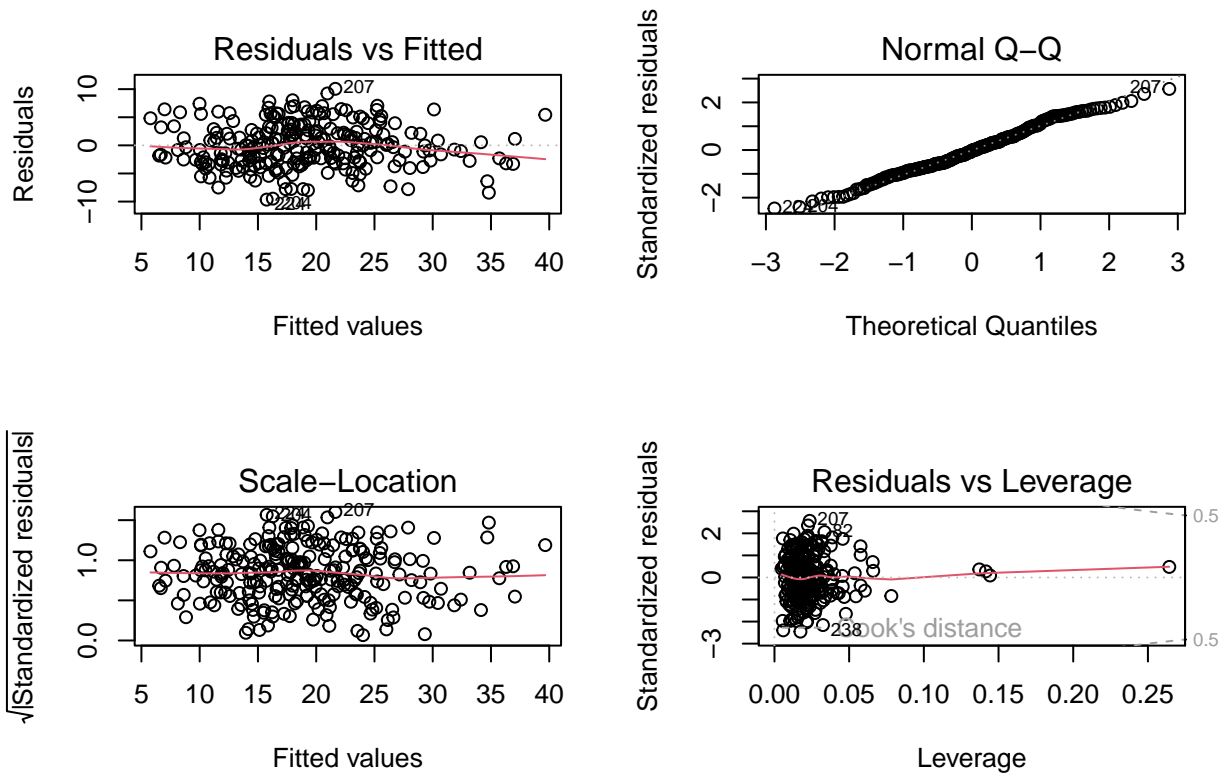 Residuals vs Fitted
Residuals
10
0
−10
207
204
5 10 15 20 25 30 35 40
Fitted values
Normal Q−Q
Standardized residuals
2
0
−2
207
204
−3 −2 −1 0 1 2 3
Theoretical Quantiles
Scale−Location
√|Standardized residuals|
1.0
0.0
204
207
5 10 15 20 25 30 35 40
Fitted values
Residuals vs Leverage
Standardized residuals
2
0
−3
207
82
238
Cook's distance
0.5
0.5
0.00 0.05 0.10 0.15 0.20 0.25
Leverage